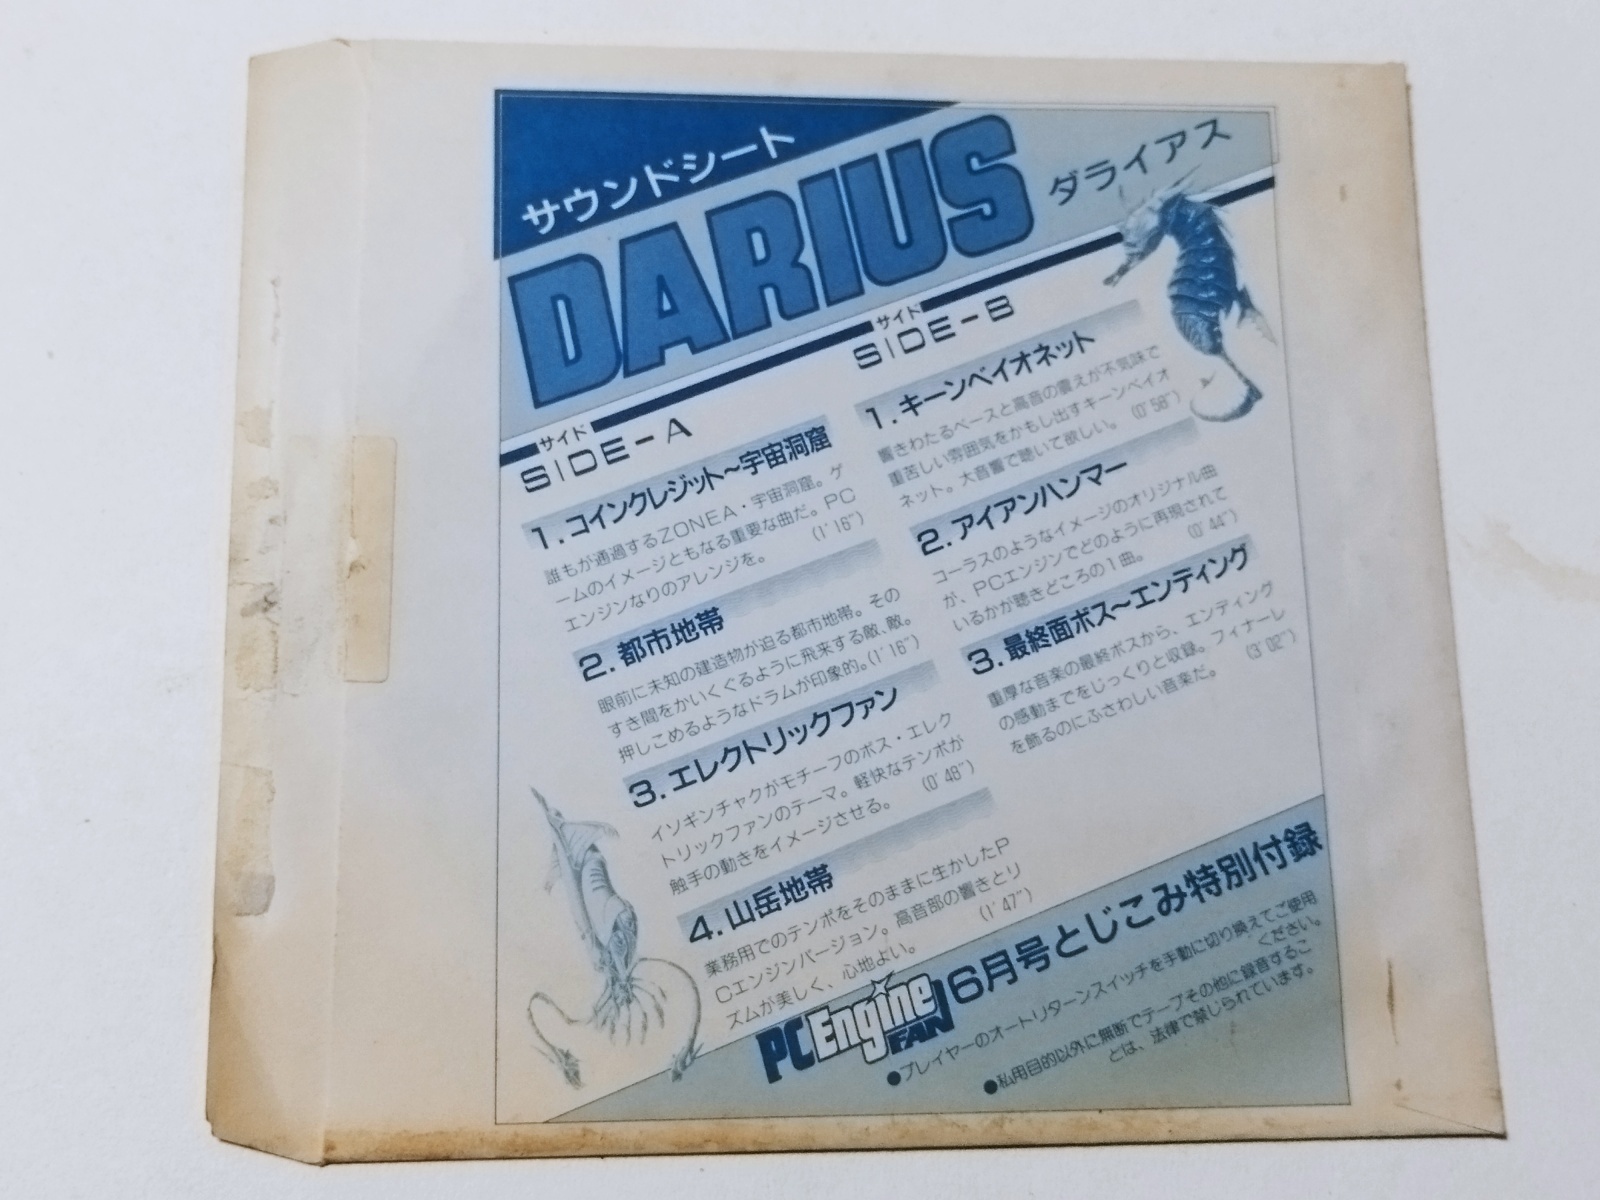 サウンドシート
DARIUS
ダライアス
サイド
SIDE-A
1.コインクレジット～宇宙洞窟
誰もが通過するZONEA・宇宙洞窟。ゲ
ームのイメージともなる重要な曲だ。PC
エンジンなりのアレンジを。 (1'16")
2.都市地帯
眼前に未知の建造物が迫る都市地帯。その
すき間をかいくぐるように飛来する敵、敵。
押しこめるようなドラムが印象的。(1'16")
3.エレクトリックファン
イソギンチャクがモチーフのボス・エレク
トリックファンのテーマ。軽快なテンポが
触手の動きをイメージさせる。 (0'48")
4.山岳地帯
業務用でのテンポをそのままに生かしたP
Cエンジンバージョン。高音部の響きとリ
ズムが美しく、心地よい。 (1'47")
サイド
SIDE-B
1.キーンベイオネット
響きわたるベースと高音の震えが不気味で
重苦しい雰囲気をかもし出すキーンベイオ
ネット。大音響で聴いて欲しい。 (0'58")
2.アイアンハンマー
コーラスのようなイメージのオリジナル曲
が、PCエンジンでどのように再現されて
いるかが聴きどころの1曲。 (0'44")
3.最終面ボス～エンディング
重厚な音楽の最終ボスから、エンディング
の感動までをじっくりと収録。フィナーレ
を飾るのにふさわしい音楽だ。 (3'02")
PC Engine FAN 6月号とじこみ特別付録
●プレイヤーのオートリターンスイッチを手動に切り換えてご使用
ください。
●私用目的以外に無断でテープその他に録音するこ
とは、法律で禁じられています。